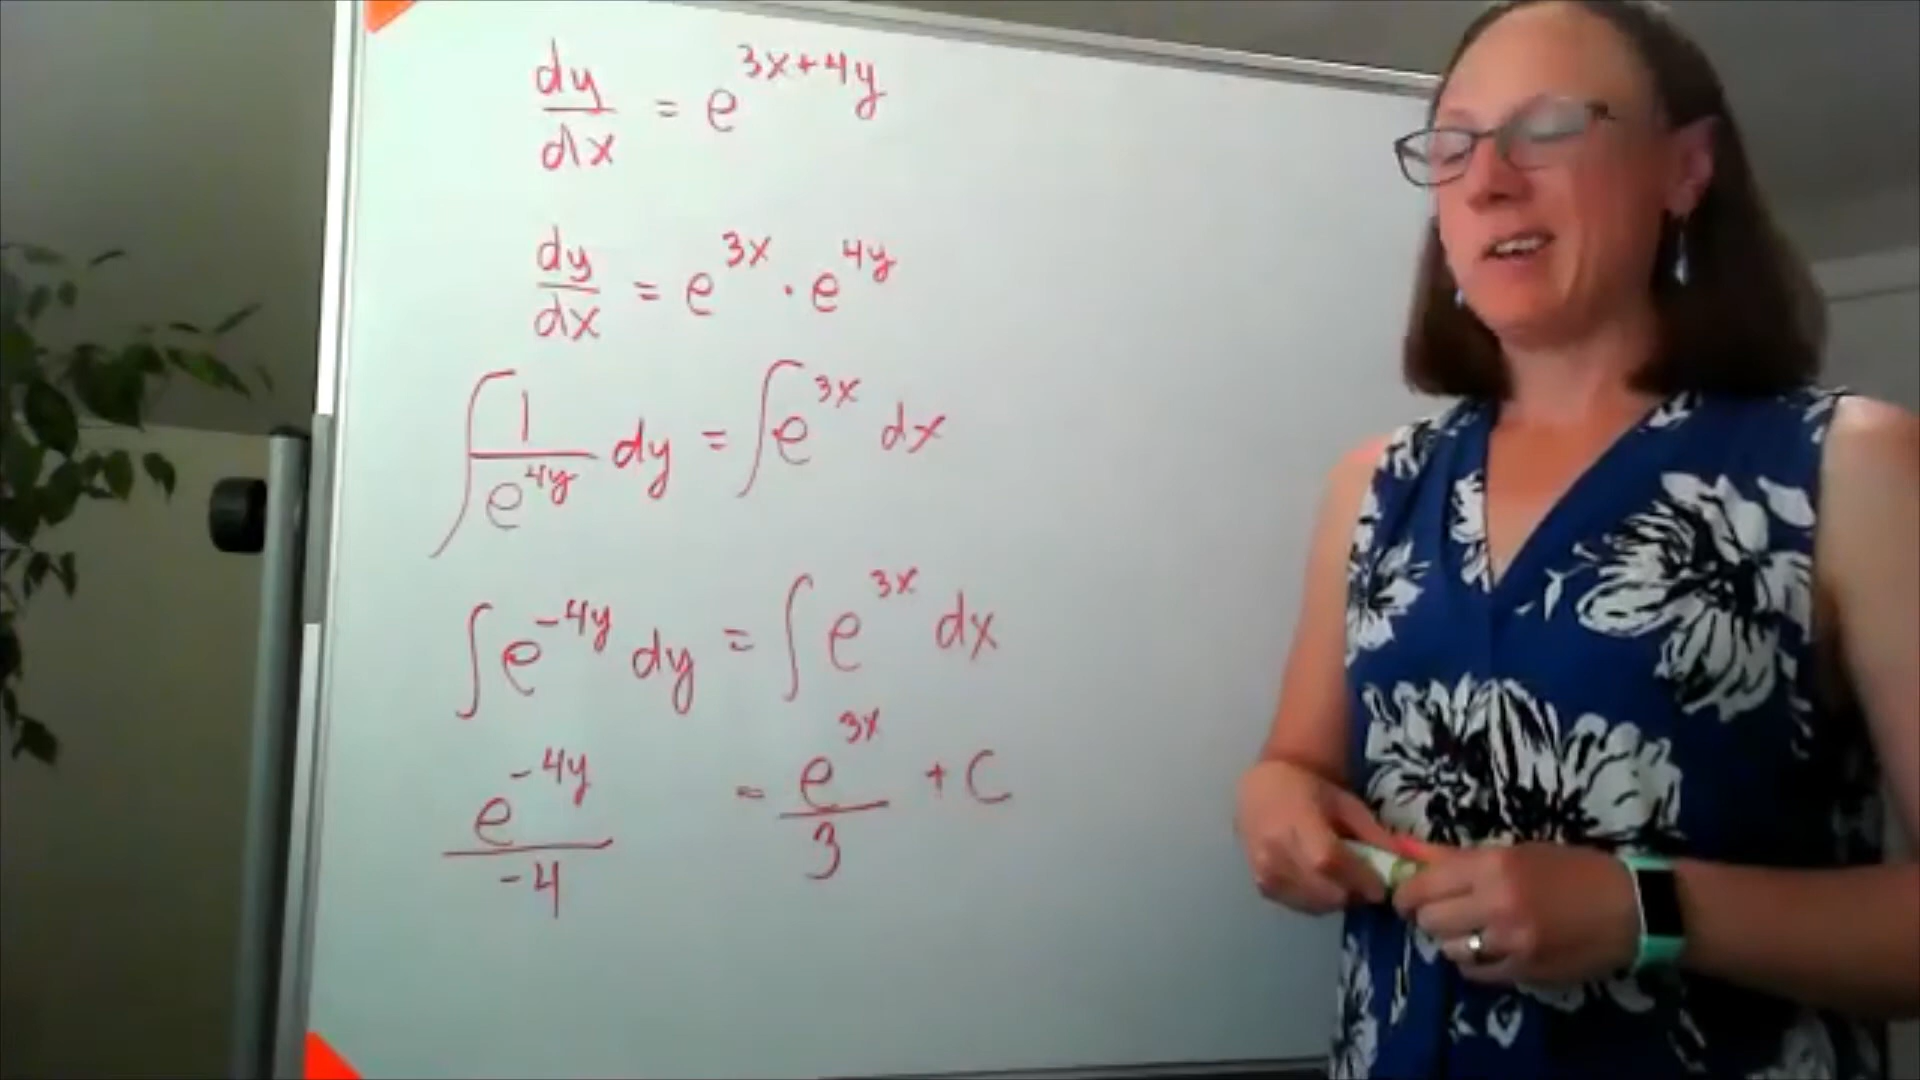 dy/dx = e^{3x+4y}
dy/dx = e^{3x} · e^{4y}
∫ 1/e^{4y} dy = ∫ e^{3x} dx
∫ e^{-4y} dy = ∫ e^{3x} dx
e^{-4y}/-4 = e^{3x}/3 + C